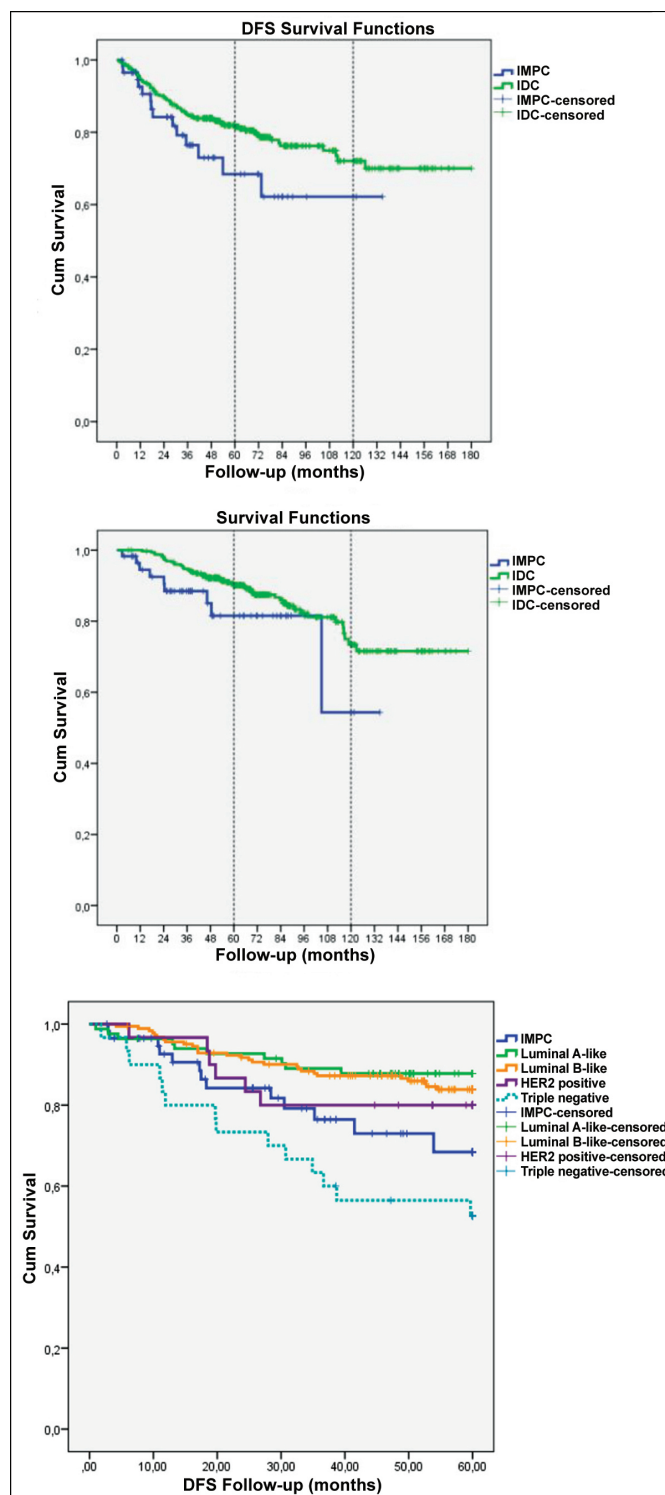 DFS Survival Functions
1,0
0,8
0,6
0,4
0,2
0,0
Cum Survival
0 12 24 36 48 60 72 84 96 108 120 132 144 156 168 180
Follow-up (months)
IMPC
IDC
IMPC-censored
IDC-censored
Survival Functions
1,0
0,8
0,6
0,4
0,2
0,0
Cum Survival
0 12 24 36 48 60 72 84 96 108 120 132 144 156 168 180
Follow-up (months)
IMPC
IDC
IMPC-censored
IDC-censored
1,0
0,8
0,6
0,4
0,2
0,0
Cum Survival
,00 10,00 20,00 30,00 40,00 50,00 60,00
DFS Follow-up (months)
IMPC
Luminal A-like
Luminal B-like
HER2 positive
Triple negative
IMPC-censored
Luminal A-like-censored
Luminal B-like-censored
HER2 positive-censored
Triple negative-censored